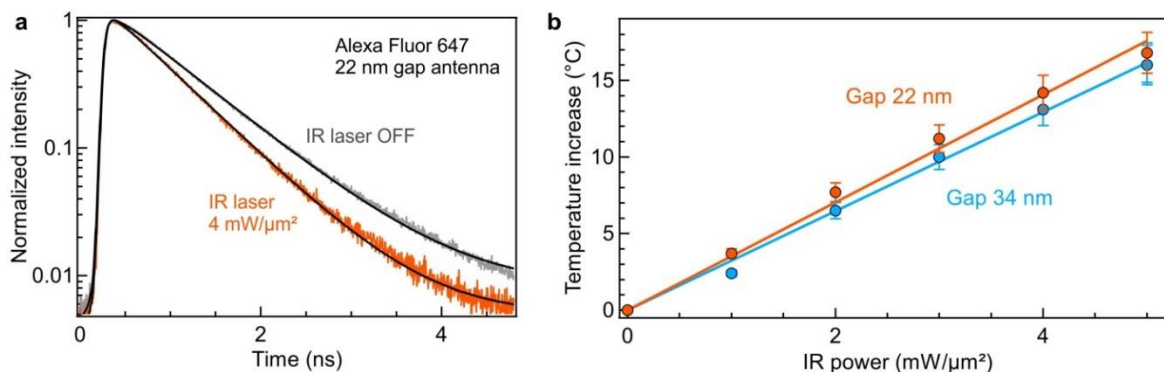 a
1
0.1
0.01
Normalized intensity
Alexa Fluor 647
22 nm gap antenna
IR laser OFF
IR laser
4 mW/µm²
0
2
4
Time (ns)
b
15
10
5
0
Temperature increase (°C)
Gap 22 nm
Gap 34 nm
0
2
4
IR power (mW/µm²)